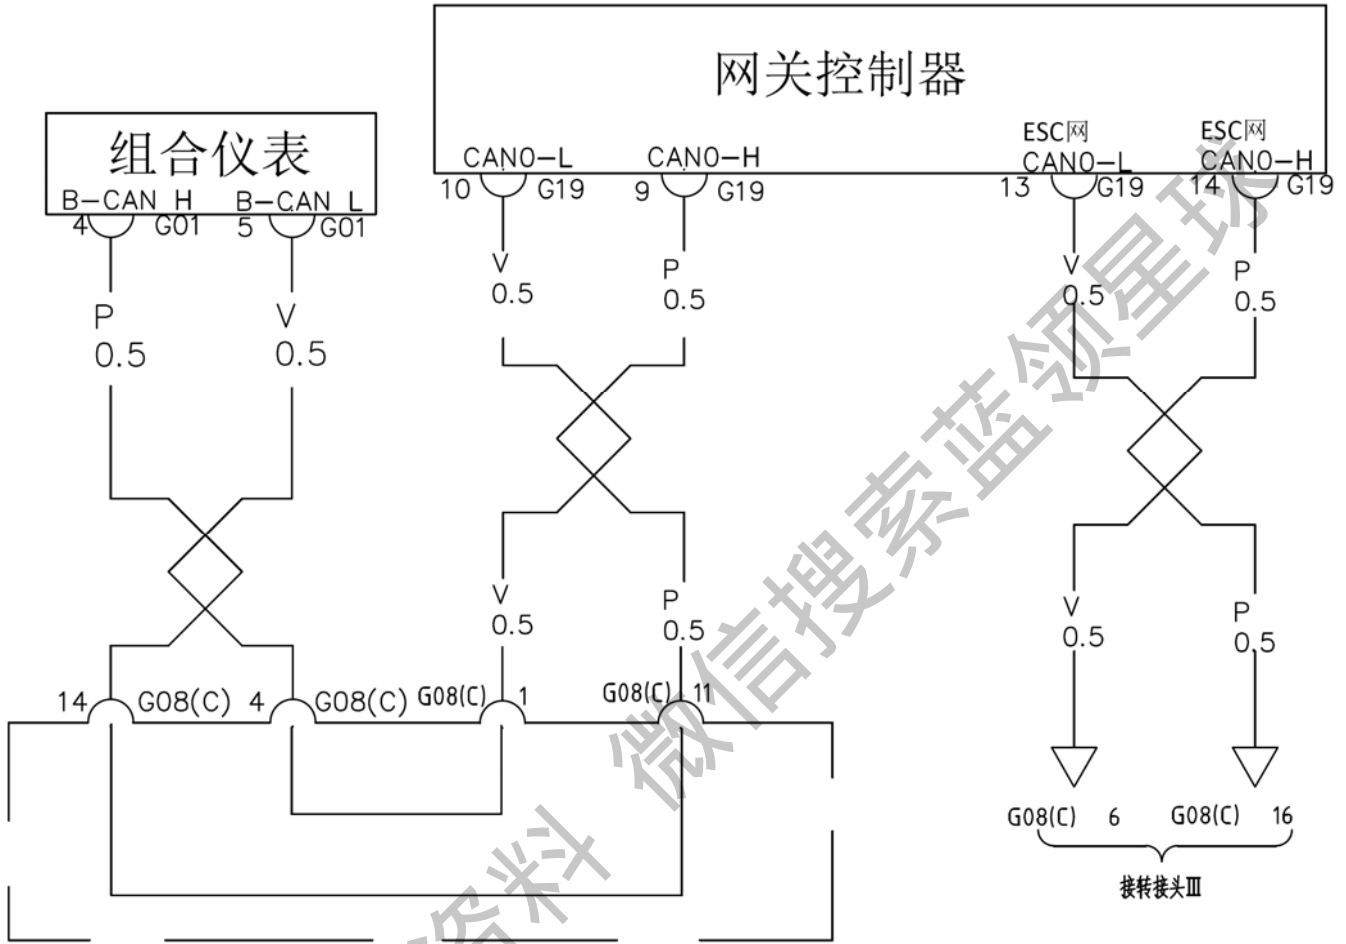 网关控制器
组合仪表
ESC网 ESC网
CAN0-L CAN0-H CAN0-L CAN0-H
10 G19 9 G19 13 G19 14 G19
B-CAN H B-CAN L
4 G01 5 G01
V P V P
0.5 0.5 0.5 0.5
P V
0.5 0.5
V P V P
0.5 0.5 0.5 0.5
14 G08(C) 4 G08(C) G08(C) 1 G08(C) 11
G08(C) 6 G08(C) 16
接转接头Ⅲ
资料 微信搜索蓝领星球